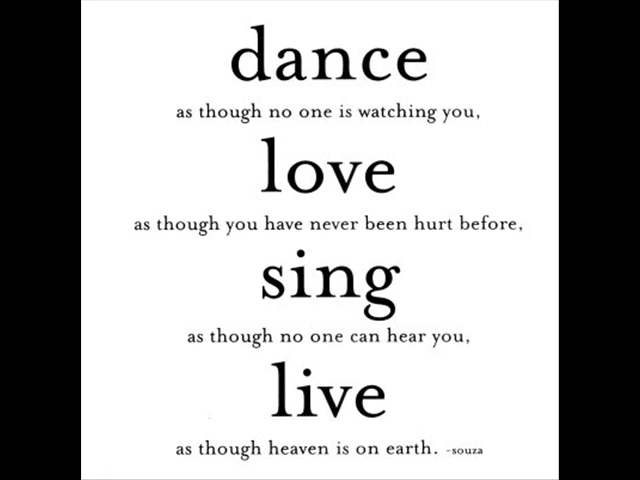 dance
as though no one is watching you,
love
as though you have never been hurt before,
sing
as though no one can hear you,
live
as though heaven is on earth. -souza